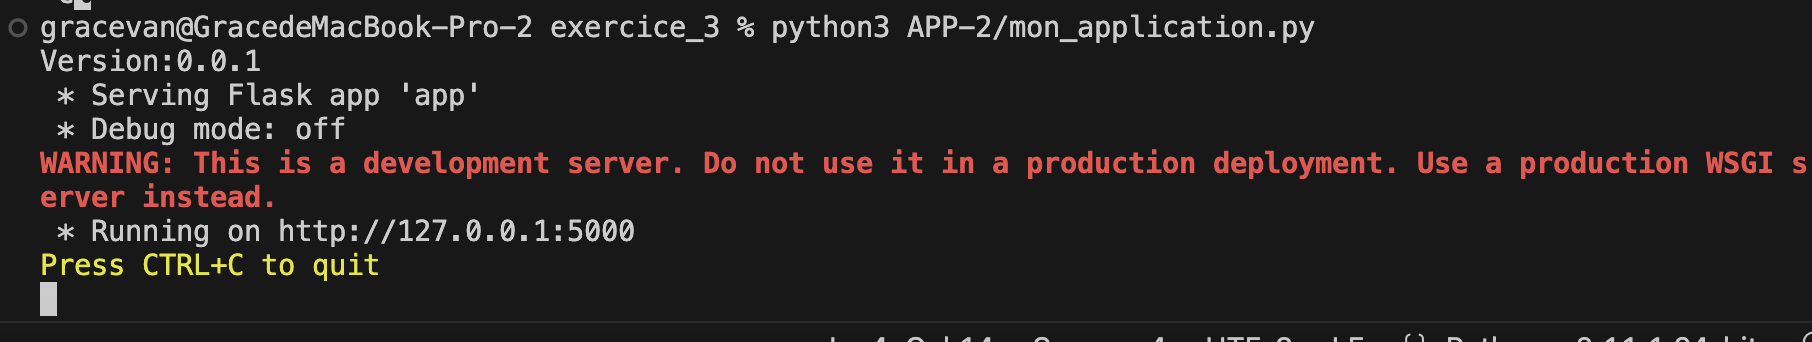 gracevan@GracedeMacBook-Pro-2 exercice_3 % python3 APP-2/mon_application.py
Version:0.0.1
 * Serving Flask app 'app'
 * Debug mode: off
WARNING: This is a development server. Do not use it in a production deployment. Use a production WSGI s
erver instead.
 * Running on http://127.0.0.1:5000
Press CTRL+C to quit